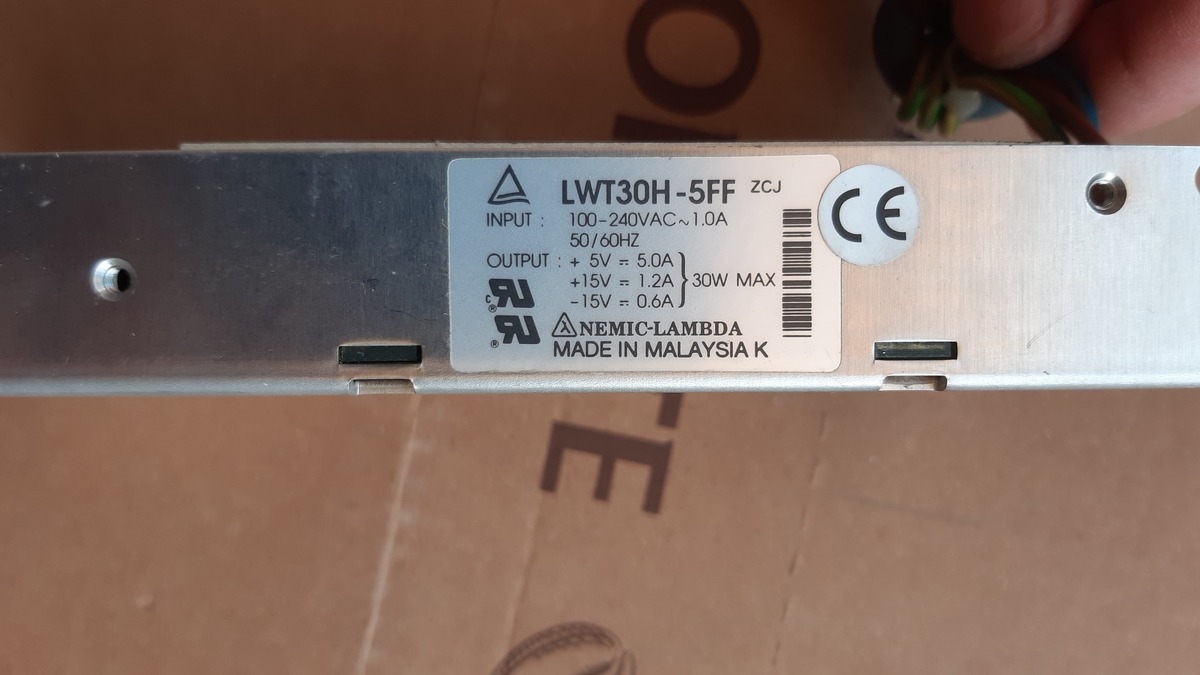 LWT30H-5FF ZCJ
INPUT : 100-240VAC~1.0A
50/60HZ
OUTPUT : + 5V ⎓ 5.0A
+15V ⎓ 1.2A
-15V ⎓ 0.6A
30W MAX
NEMIC-LAMBDA
MADE IN MALAYSIA K
CE